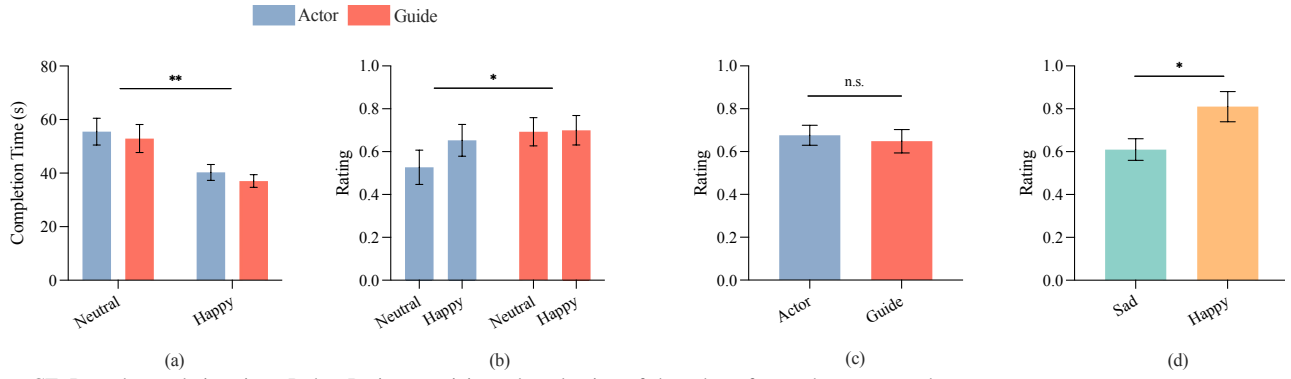 Actor Guide
Completion Time (s)
80
60
40
20
0
**
Neutral
Happy
(a)
Rating
1.0
0.8
0.6
0.4
0.2
0.0
*
Neutral
Happy
Neutral
Happy
(b)
Rating
1.0
0.8
0.6
0.4
0.2
0.0
n.s.
Actor
Guide
(c)
Rating
1.0
0.8
0.6
0.4
0.2
0.0
*
Sad
Happy
(d)